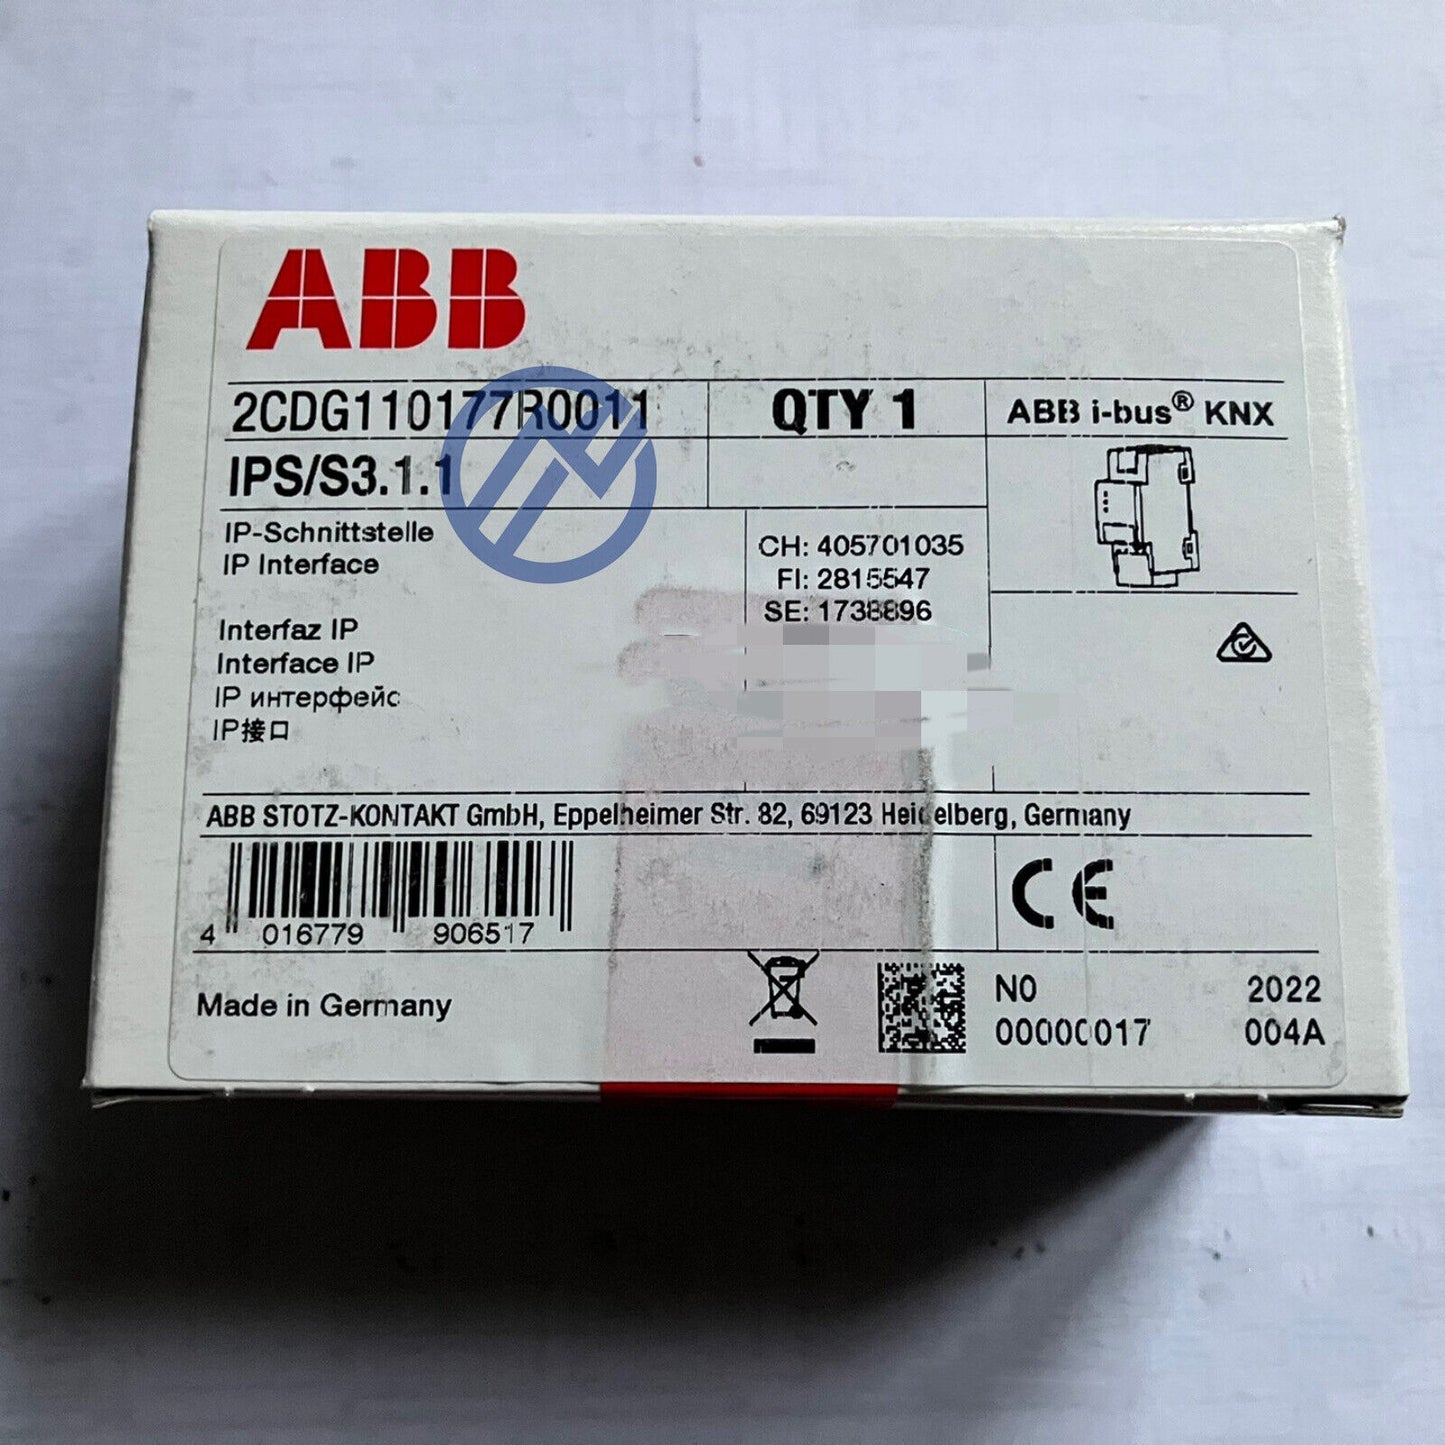 ABB
2CDG110177R0011
QTY 1
ABB i-bus® KNX
IPS/S3.1.1
IP-Schnittstelle
IP Interface
Interfaz IP
Interface IP
IP интерфейс
IP接口
CH: 405701035
FI: 2815547
SE: 1738896
ABB STOTZ-KONTAKT GmbH, Eppelheimer Str. 82, 69123 Heidelberg, Germany
4 016779 906517
CE
Made in Germany
N0 2022
00000017 004A